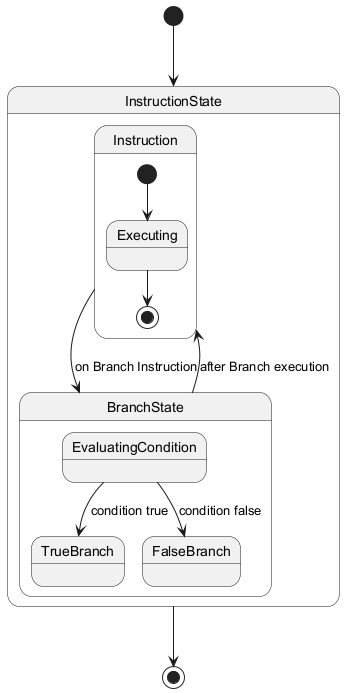 InstructionState
Instruction
Executing
on Branch Instruction
after Branch execution
BranchState
EvaluatingCondition
condition true
condition false
TrueBranch
FalseBranch